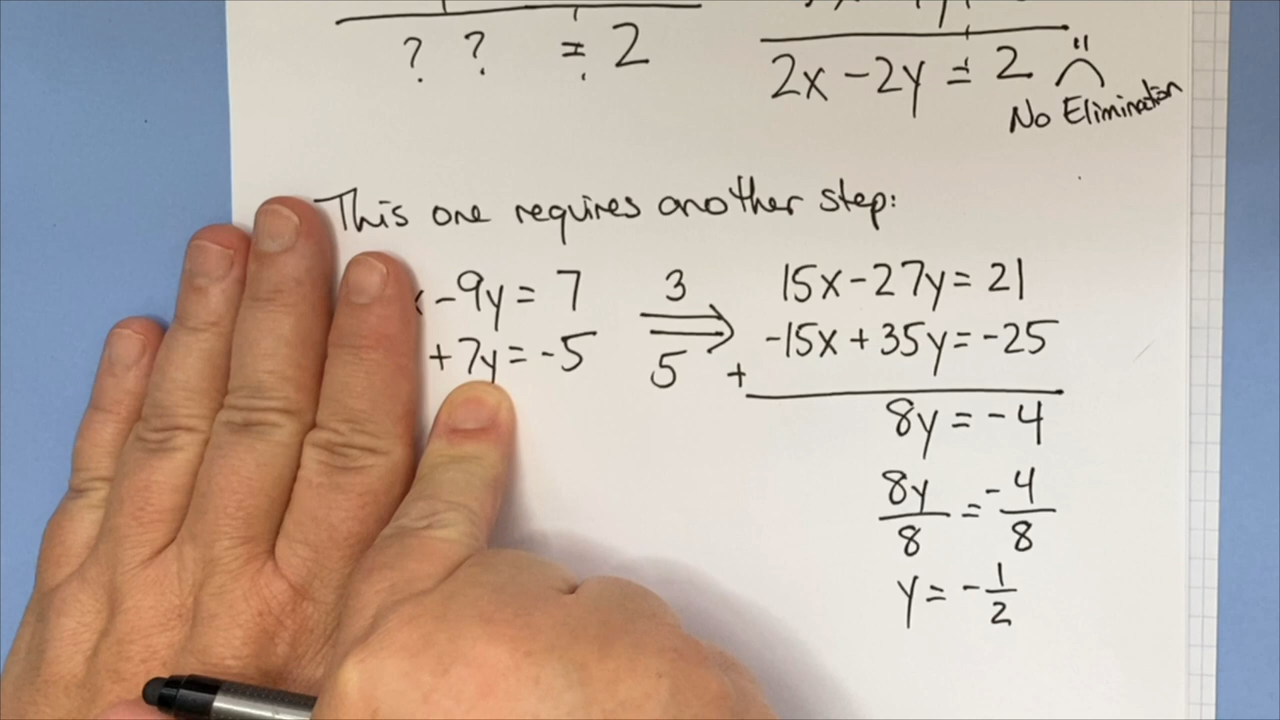 ? ? = 2
2x - 2y = 2
No Elimination
This one requires another step:
- 9y = 7
+ 7y = -5
3
5
15x - 27y = 21
-15x + 35y = -25
+
8y = -4
8y/8 = -4/8
y = -1/2